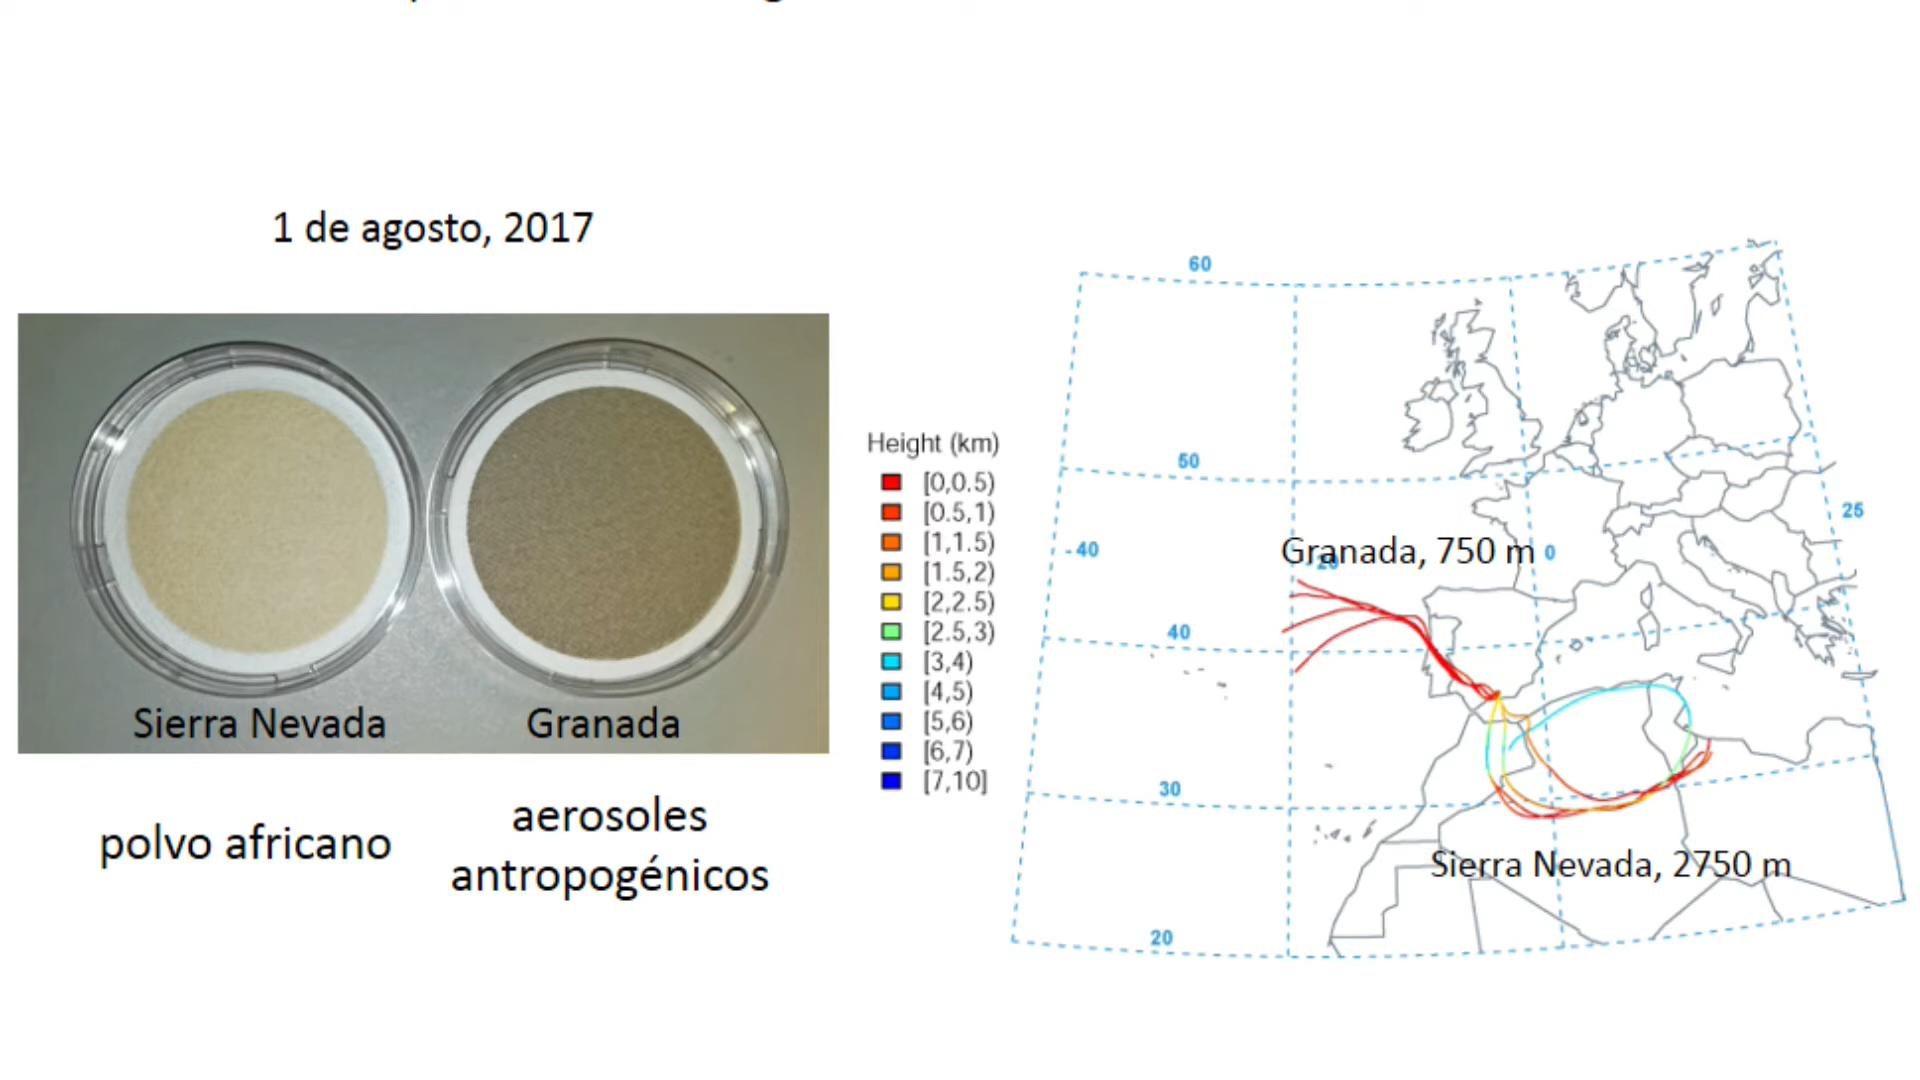 1 de agosto, 2017
Sierra Nevada
Granada
polvo africano
aerosoles
antropogénicos
Height (km)
[0,0.5)
[0.5,1)
[1,1.5)
[1.5,2)
[2,2.5)
[2.5,3)
[3,4)
[4,5)
[5,6)
[6,7)
[7,10]
60
50
25
-40
Granada, 750 m
-20
0
40
30
Sierra Nevada, 2750 m
20